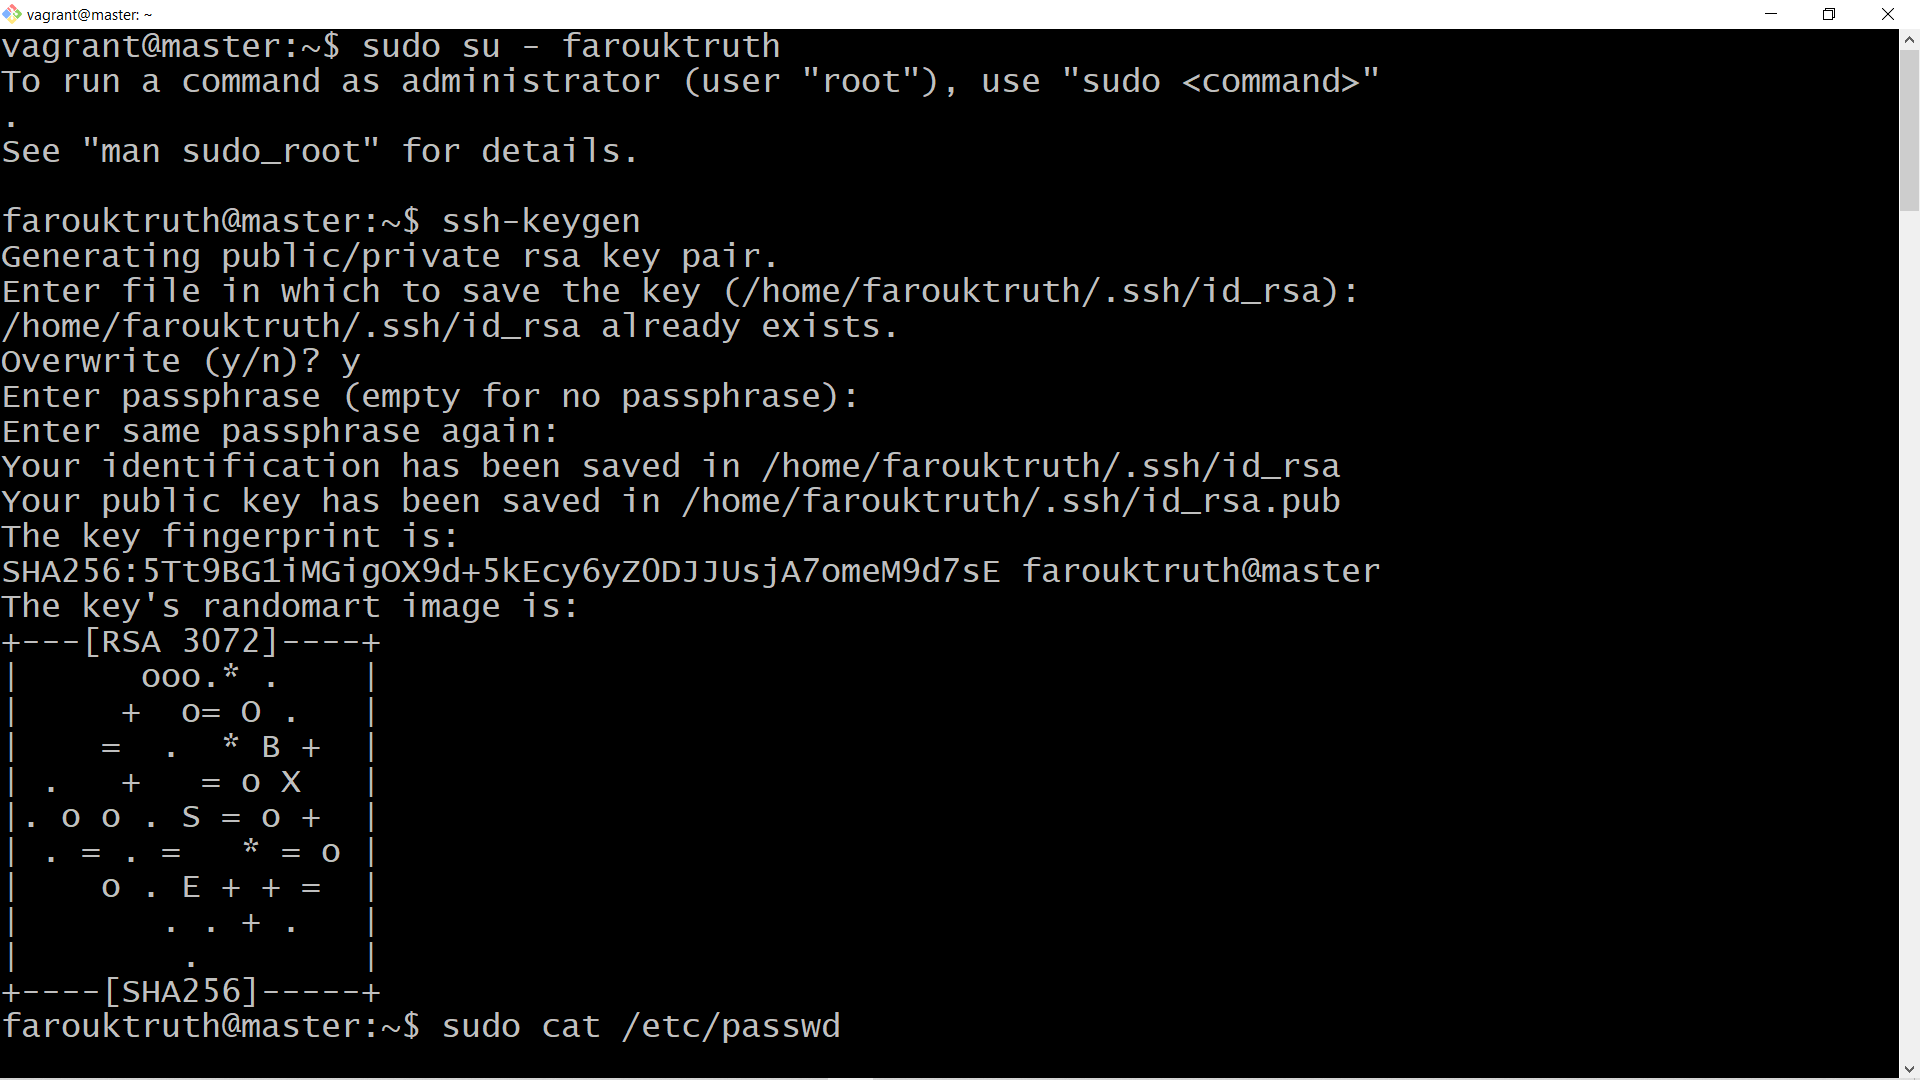 vagrant@master: ~
vagrant@master:~$ sudo su - farouktruth
To run a command as administrator (user "root"), use "sudo <command>"
.
See "man sudo_root" for details.

farouktruth@master:~$ ssh-keygen
Generating public/private rsa key pair.
Enter file in which to save the key (/home/farouktruth/.ssh/id_rsa):
/home/farouktruth/.ssh/id_rsa already exists.
Overwrite (y/n)? y
Enter passphrase (empty for no passphrase):
Enter same passphrase again:
Your identification has been saved in /home/farouktruth/.ssh/id_rsa
Your public key has been saved in /home/farouktruth/.ssh/id_rsa.pub
The key fingerprint is:
SHA256:5Tt9BG1iMGigOX9d+5kEcy6yZ0DJJUsjA7omeM9d7sE farouktruth@master
The key's randomart image is:
+---[RSA 3072]----+
|      ooo.* .    |
|     +  o= O .   |
|    =  .  * B +  |
| .   +   = o X   |
|. o o . S = o +  |
| . = . =   * = o |
|    o . E + + =  |
|       . . + .   |
|        .        |
+----[SHA256]-----+
farouktruth@master:~$ sudo cat /etc/passwd